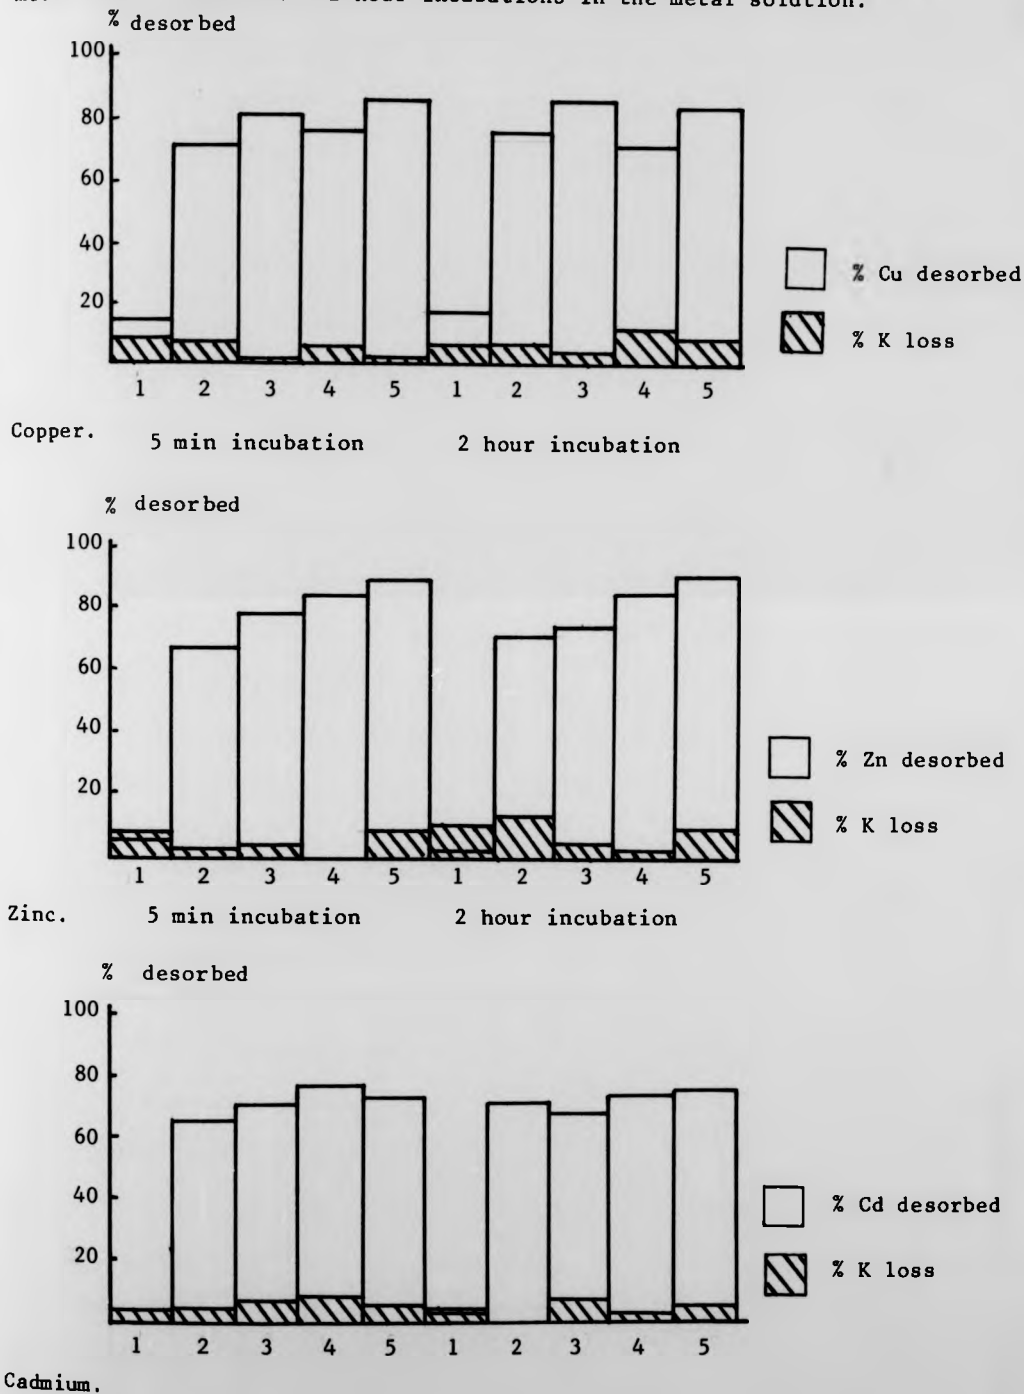 2 hour incubations in the metal solution.
% desorbed
100
80
60
40
20
1 2 3 4 5 1 2 3 4 5
% Cu desorbed
% K loss
Copper. 5 min incubation 2 hour incubation
% desorbed
100
80
60
40
20
1 2 3 4 5 1 2 3 4 5
% Zn desorbed
% K loss
Zinc. 5 min incubation 2 hour incubation
% desorbed
100
80
60
40
20
1 2 3 4 5 1 2 3 4 5
% Cd desorbed
% K loss
Cadmium.